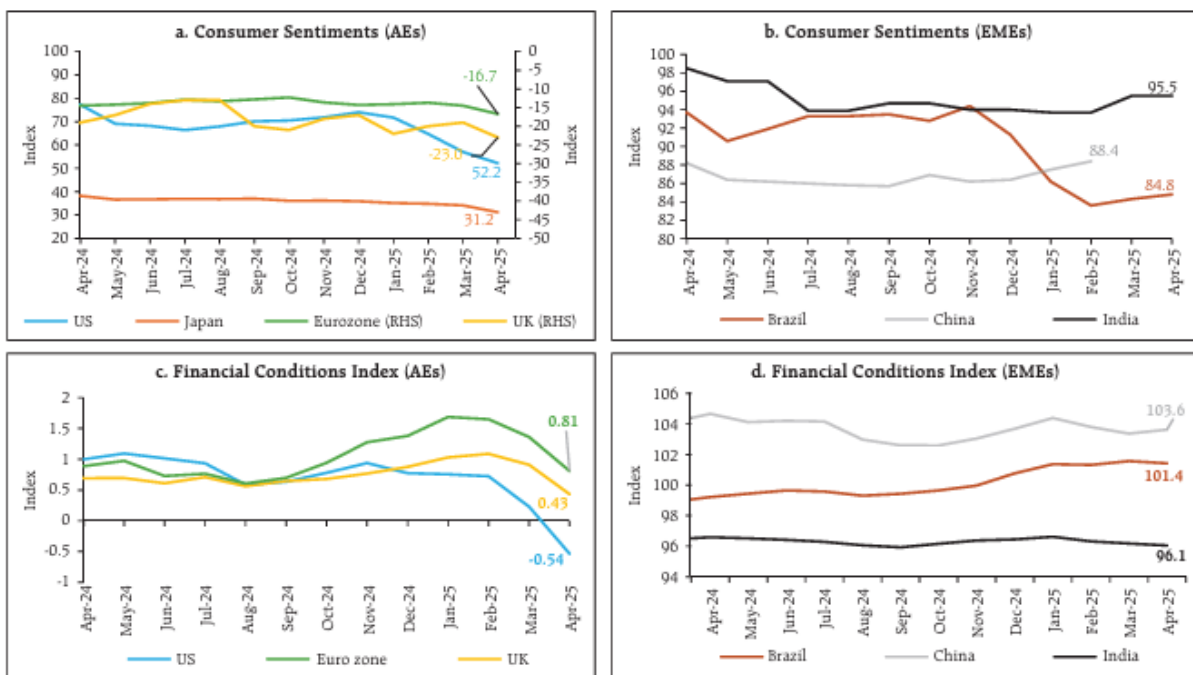 a. Consumer Sentiments (AEs)
100
90
80
70
60
50
40
30
20
0
-5
-10
-15
-20
-25
-30
-35
-40
-45
-50
Index
Index
-16.7
-23.0
52.2
31.2
Apr-24
May-24
Jun-24
Jul-24
Aug-24
Sep-24
Oct-24
Nov-24
Dec-24
Jan-25
Feb-25
Mar-25
Apr-25
US Japan Eurozone (RHS) UK (RHS)
b. Consumer Sentiments (EMEs)
100
98
96
94
92
90
88
86
84
82
80
Index
95.5
88.4
84.8
Apr-24
May-24
Jun-24
Jul-24
Aug-24
Sep-24
Oct-24
Nov-24
Dec-24
Jan-25
Feb-25
Mar-25
Apr-25
Brazil China India
c. Financial Conditions Index (AEs)
2
1.5
1
0.5
0
-0.5
-1
Index
0.81
0.43
-0.54
Apr-24
May-24
Jun-24
Jul-24
Aug-24
Sep-24
Oct-24
Nov-24
Dec-24
Jan-25
Feb-25
Mar-25
Apr-25
US Euro zone UK
d. Financial Conditions Index (EMEs)
106
104
102
100
98
96
94
Index
103.6
101.4
96.1
Apr-24
May-24
Jun-24
Jul-24
Aug-24
Sep-24
Oct-24
Nov-24
Dec-24
Jan-25
Feb-25
Mar-25
Apr-25
Brazil China India